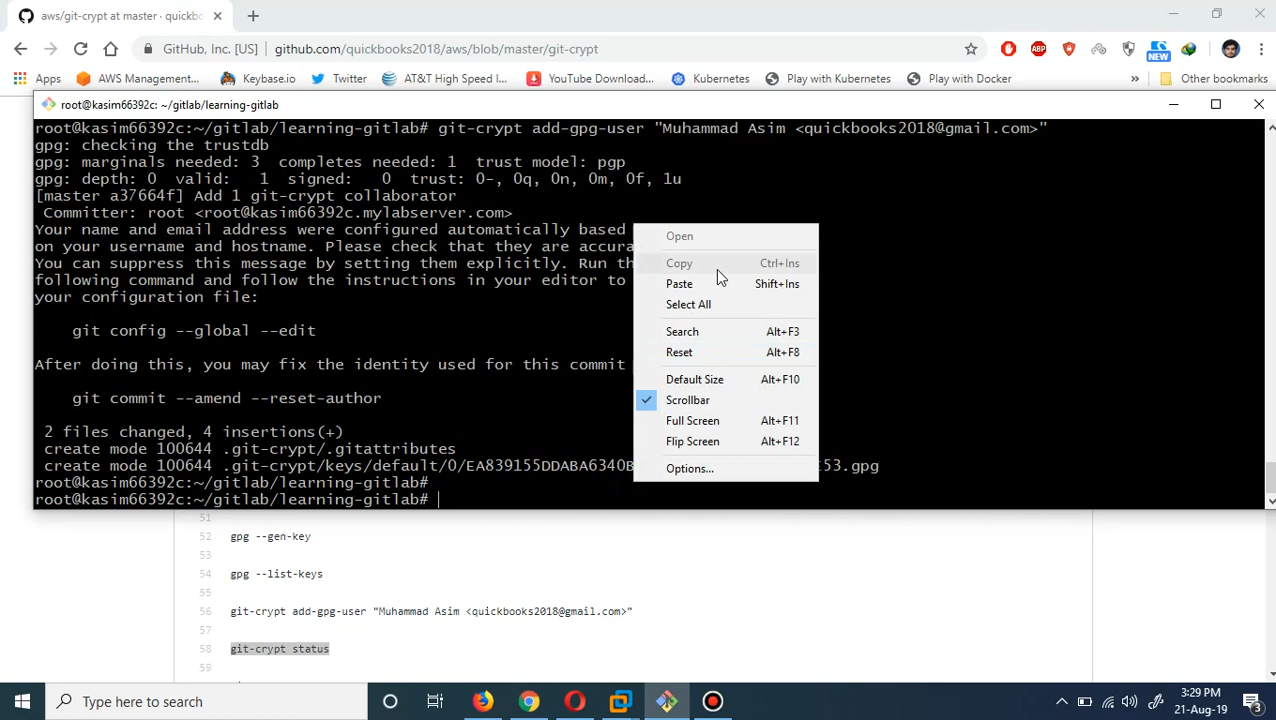 aws/git-crypt at master · quickbo
GitHub, Inc. [US]
github.com/quickbooks2018/aws/blob/master/git-crypt
ABP
NEW
Apps
AWS Management...
Keybase.io
Twitter
AT&T High Speed I...
YouTube Download...
Kubernetes
Play with Kubernetes
Play with Docker
»
Other bookmarks
root@kasim66392c: ~/gitlab/learning-gitlab
root@kasim66392c:~/gitlab/learning-gitlab# git-crypt add-gpg-user "Muhammad Asim <quickbooks2018@gmail.com>"
gpg: checking the trustdb
gpg: marginals needed: 3  completes needed: 1  trust model: pgp
gpg: depth: 0  valid:   1  signed:   0  trust: 0-, 0q, 0n, 0m, 0f, 1u
[master a37664f] Add 1 git-crypt collaborator
Committer: root <root@kasim66392c.mylabserver.com>
Your name and email address were configured automatically based
on your username and hostname. Please check that they are accura
You can suppress this message by setting them explicitly. Run th
following command and follow the instructions in your editor to
your configuration file:
git config --global --edit
After doing this, you may fix the identity used for this commit
git commit --amend --reset-author
2 files changed, 4 insertions(+)
create mode 100644 .git-crypt/.gitattributes
create mode 100644 .git-crypt/keys/default/0/EA839155DDABA6340B E53.gpg
root@kasim66392c:~/gitlab/learning-gitlab#
root@kasim66392c:~/gitlab/learning-gitlab#
Open
Copy Ctrl+Ins
Paste Shift+Ins
Select All
Search Alt+F3
Reset Alt+F8
Default Size Alt+F10
Scrollbar
Full Screen Alt+F11
Flip Screen Alt+F12
Options...
51
52 gpg --gen-key
53
54 gpg --list-keys
55
56 git-crypt add-gpg-user "Muhammad Asim <quickbooks2018@gmail.com>"
57
58 git-crypt status
59
Type here to search
3:29 PM
21-Aug-19
3